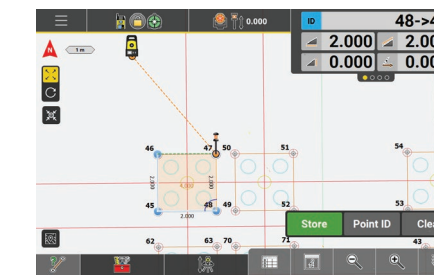 0.000
ID 48->4
2.000 2.00
0.000 0.00
N 1 m
46 47 50 51 54
2.000 4.000 2.000
45 48 49 52 53
2.000
Store Point ID Clea
62 63 70 71 43